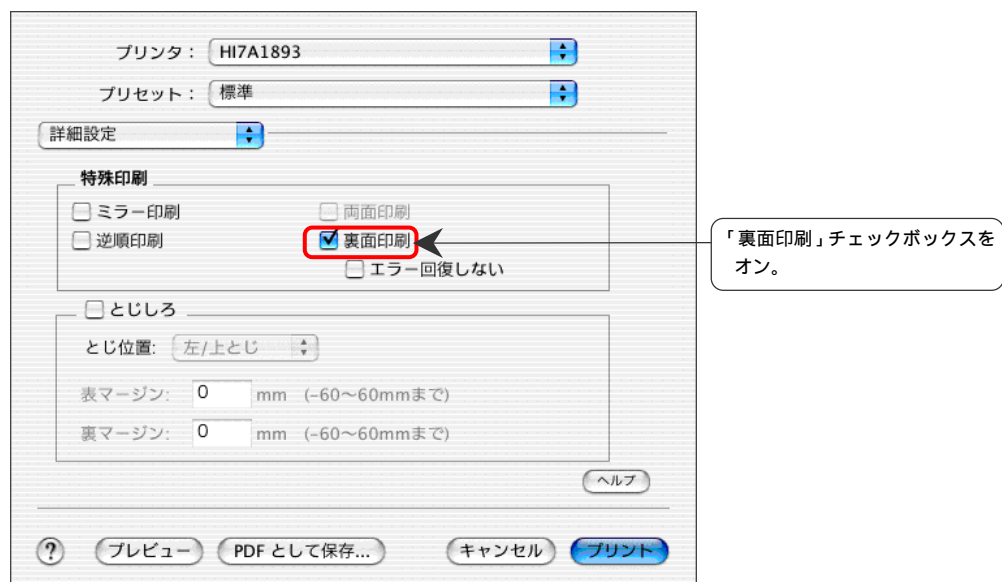 プリンタ： HI7A1893
プリセット： 標準
詳細設定
特殊印刷
ミラー印刷 両面印刷
逆順印刷 裏面印刷
エラー回復しない
「裏面印刷」チェックボックスを
オン。
とじしろ
とじ位置: 左/上とじ
表マージン: 0 mm (-60〜60mmまで)
裏マージン: 0 mm (-60〜60mmまで)
ヘルプ
? プレビュー PDF として保存... キャンセル プリント